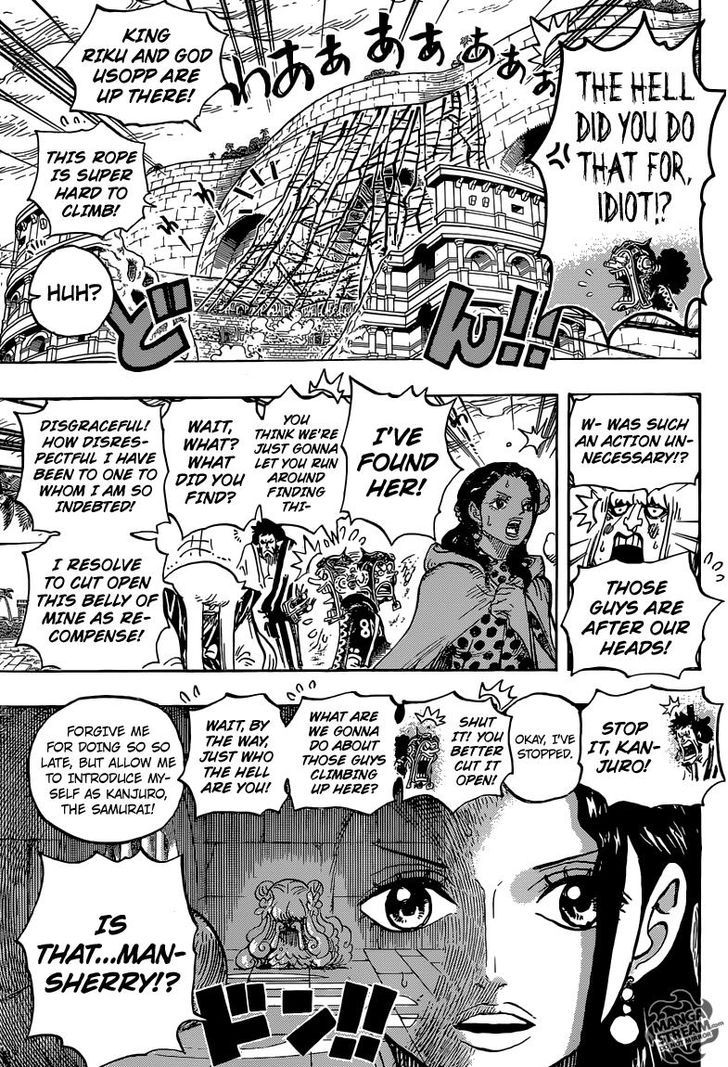 THE HELL
DID YOU DO
THAT FOR,
IDIOT!?
わああああああ
KING
RIKU AND GOD
USOPP ARE
UP THERE!
THIS ROPE
IS SUPER
HARD TO
CLIMB!
HUH?
どん!!
W- WAS SUCH
AN ACTION UN-
NECESSARY!?
THOSE
GUYS ARE
AFTER OUR
HEADS!
I'VE
FOUND
HER!
YOU
THINK WE'RE
JUST GONNA
LET YOU RUN
AROUND
FINDING
THI-
WAIT,
WHAT?
WHAT
DID YOU
FIND?
DISGRACEFUL!
HOW DISRES-
PECTFUL I HAVE
BEEN TO ONE TO
WHOM I AM SO
INDEBTED!
I RESOLVE
TO CUT OPEN
THIS BELLY OF
MINE AS RE-
COMPENSE!
STOP
IT, KAN-
JURO!
OKAY, I'VE
STOPPED.
SHUT
IT! YOU
BETTER
CUT IT
OPEN!
WHAT ARE
WE GONNA
DO ABOUT
THOSE GUYS
CLIMBING
UP HERE?
WAIT, BY
THE WAY,
JUST WHO
THE HELL
ARE YOU!
FORGIVE ME
FOR DOING SO SO
LATE, BUT ALLOW ME
TO INTRODUCE MY-
SELF AS KANJURO,
THE SAMURAI!
IS
THAT...MAN-
SHERRY!?
ドン!!
MANGA
STREAM